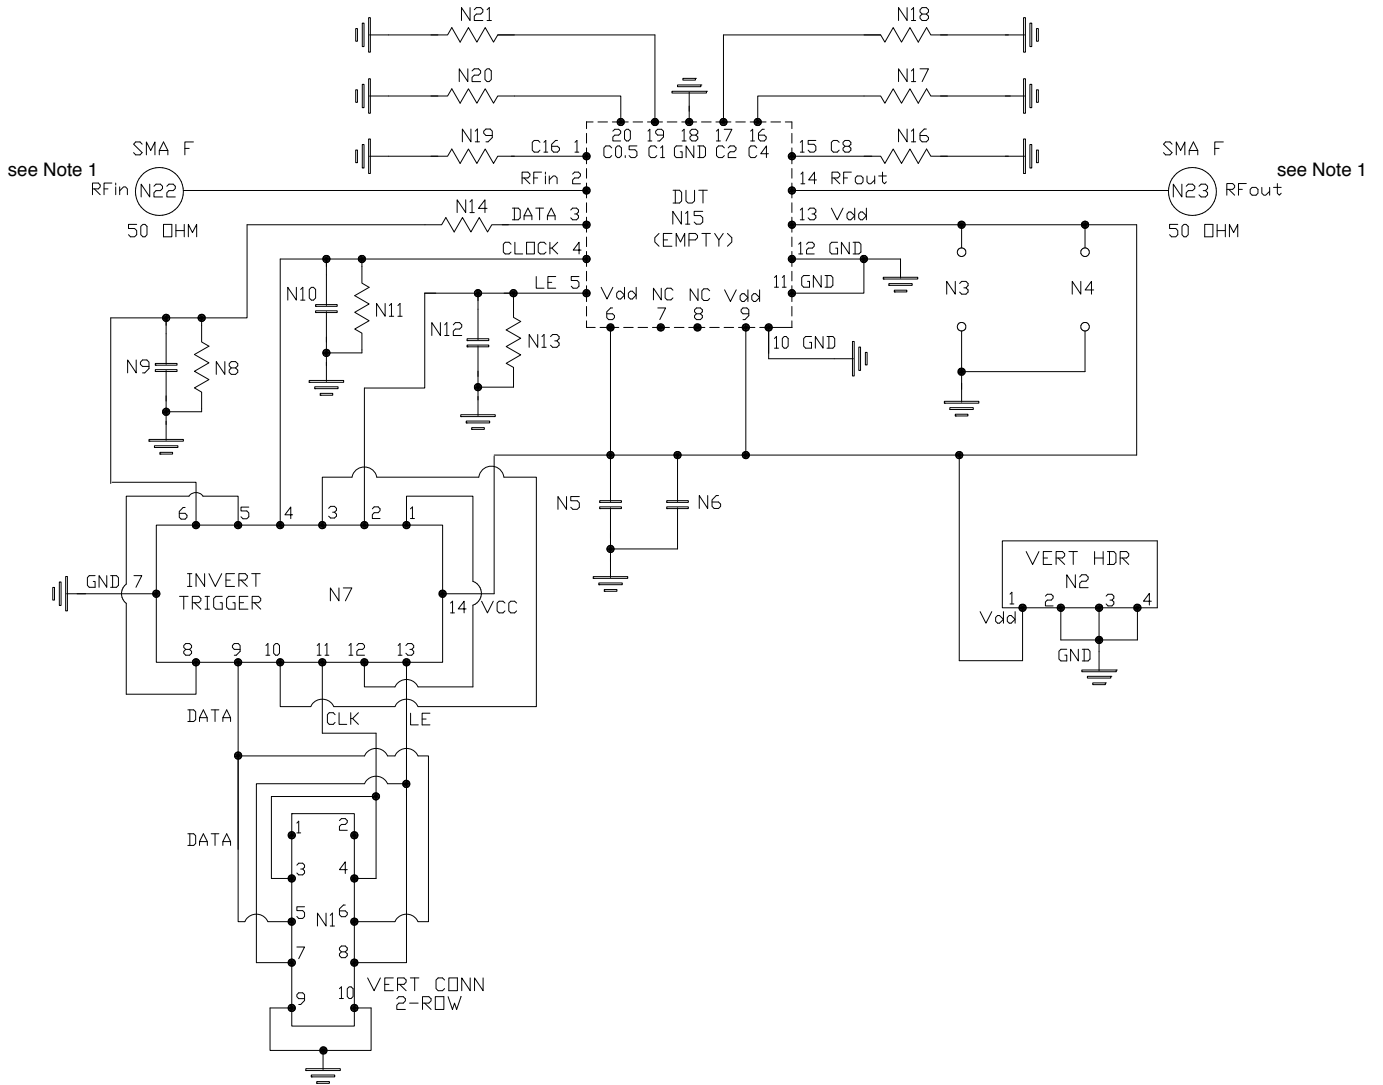 N21
N18
N20
N17
20 19 18 17 16
C0.5 C1 GND C2 C4
N19
C16 1
15 C8
N16
SMA F
SMA F
see Note 1
see Note 1
RFin N22
RFin 2
14 RFout
N23 RFout
50 OHM
50 OHM
DUT
N15
(EMPTY)
N14
DATA 3
13 Vdd
CLOCK 4
12 GND
LE 5
11 GND
Vdd NC NC Vdd
6 7 8 9
10 GND
N10
N11
N12
N13
N3
N4
N9
N8
N5
N6
6 5 4 3 2 1
GND 7
INVERT
TRIGGER
N7
14 VCC
8 9 10 11 12 13
VERT HDR
N2
1 2 3 4
Vdd
GND
DATA
CLK
LE
DATA
1 2
3 4
5 N1 6
7 8
9 10
VERT CONN
2-ROW